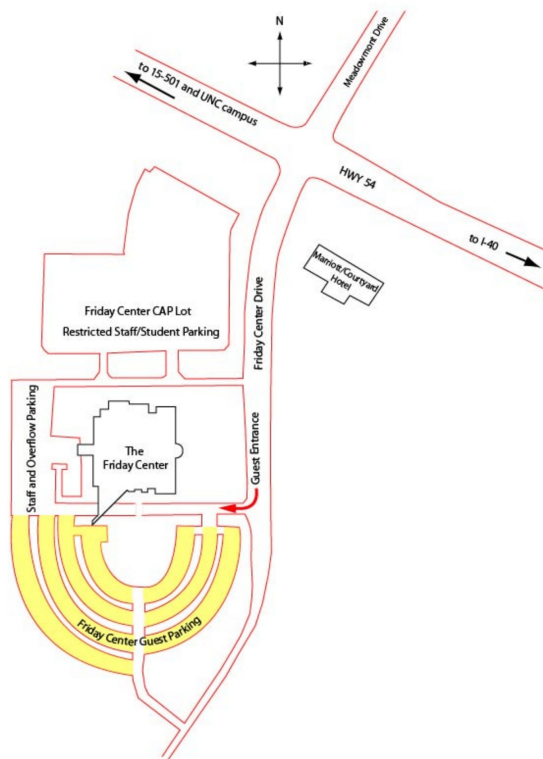 N
Meadowmont Drive
to 15-501 and UNC campus
HWY 54
to I-40
Marriott/Courtyard
Hotel
Friday Center CAP Lot
Restricted Staff/Student Parking
Friday Center Drive
Staff and Overflow Parking
The
Friday Center
Guest Entrance
Friday Center Guest Parking